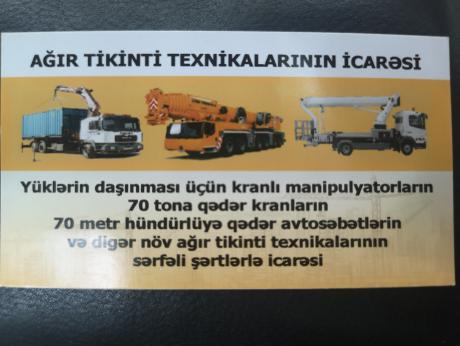 AĞIR TİKİNTİ TEXNİKALARININ İCARƏSİ
Yüklərin daşınması üçün kranlı manipulyatorların
70 tona qədər kranların
70 metr hündürlüyə qədər avtosəbətlərin
və digər növ ağır tikinti texnikalarının
sərfəli şərtlərlə icarəsi